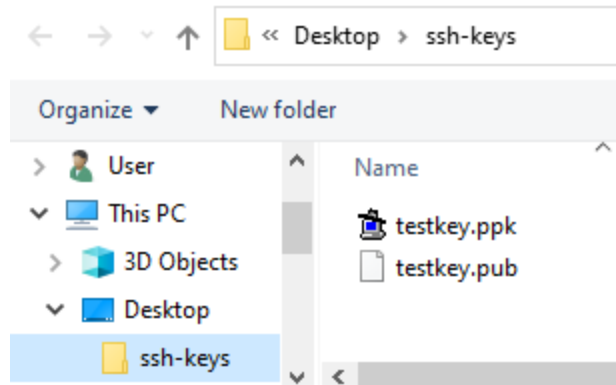 « Desktop › ssh-keys
Organize New folder
User
This PC
3D Objects
Desktop
ssh-keys
Name
testkey.ppk
testkey.pub